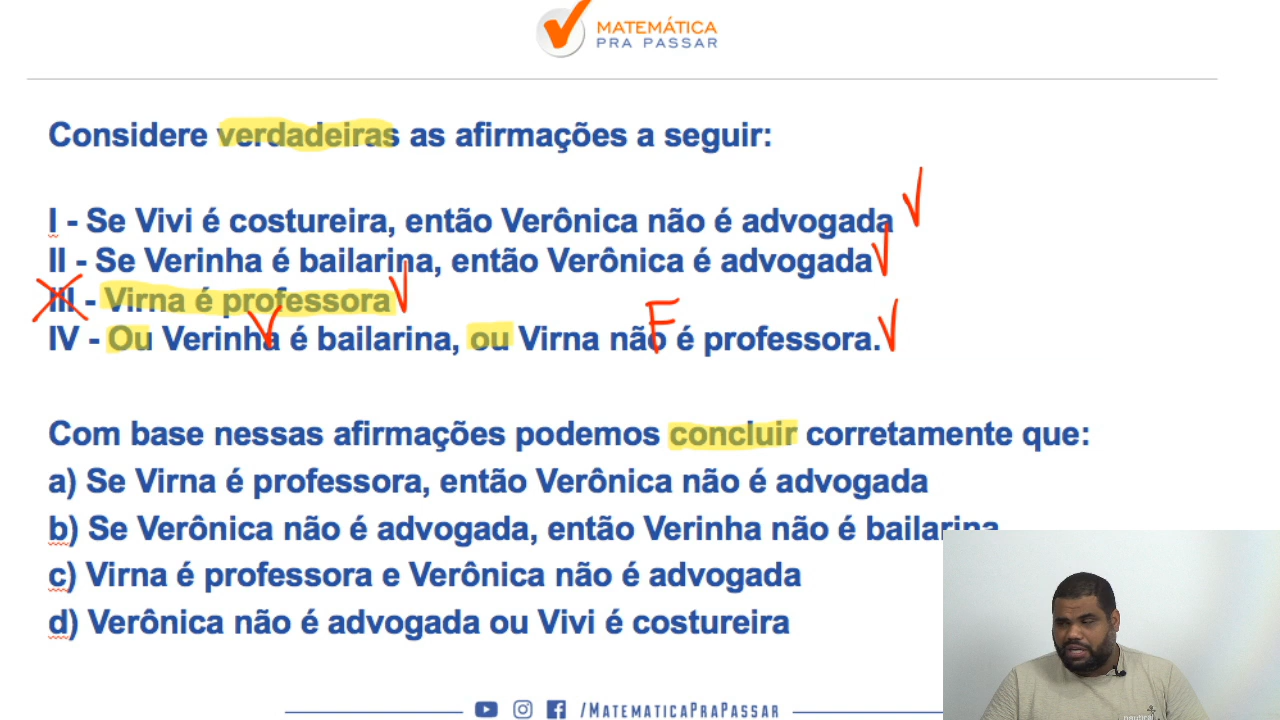 MATEMÁTICA
PRA PASSAR
Considere verdadeiras as afirmações a seguir:
I - Se Vivi é costureira, então Verônica não é advogada V
II - Se Verinha é bailarina, então Verônica é advogada V
III - Virna é professora V
V F
IV - Ou Verinha é bailarina, ou Virna não é professora. V
Com base nessas afirmações podemos concluir corretamente que:
a) Se Virna é professora, então Verônica não é advogada
b) Se Verônica não é advogada, então Verinha não é bailarina
c) Virna é professora e Verônica não é advogada
d) Verônica não é advogada ou Vivi é costureira
/MATEMATICAPRAPASSAR
nautical